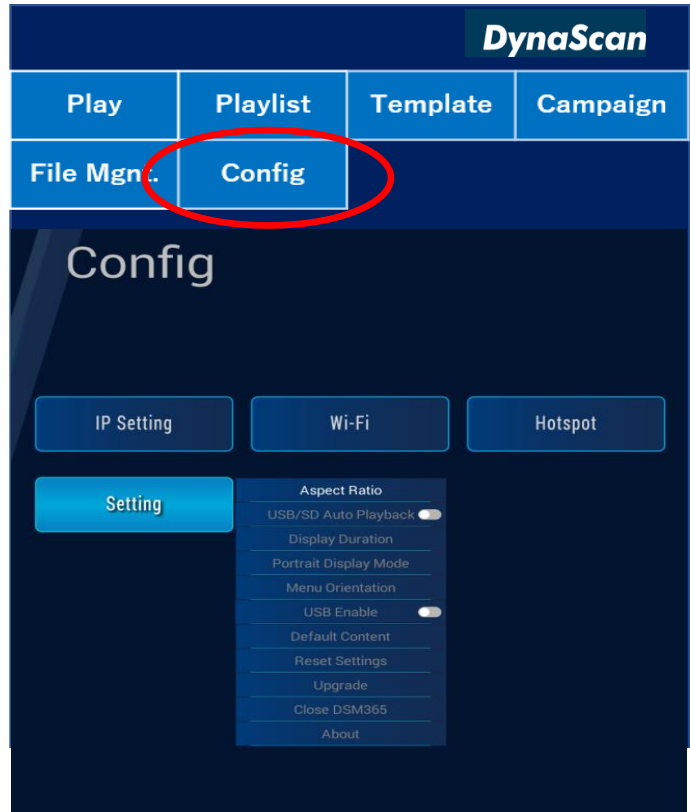 DynaScan
Play Playlist Template Campaign
File Mgnt. Config
Config
IP Setting Wi-Fi Hotspot
Setting
Aspect Ratio
USB/SD Auto Playback
Display Duration
Portrait Display Mode
Menu Orientation
USB Enable
Default Content
Reset Settings
Upgrade
Close DSM365
About